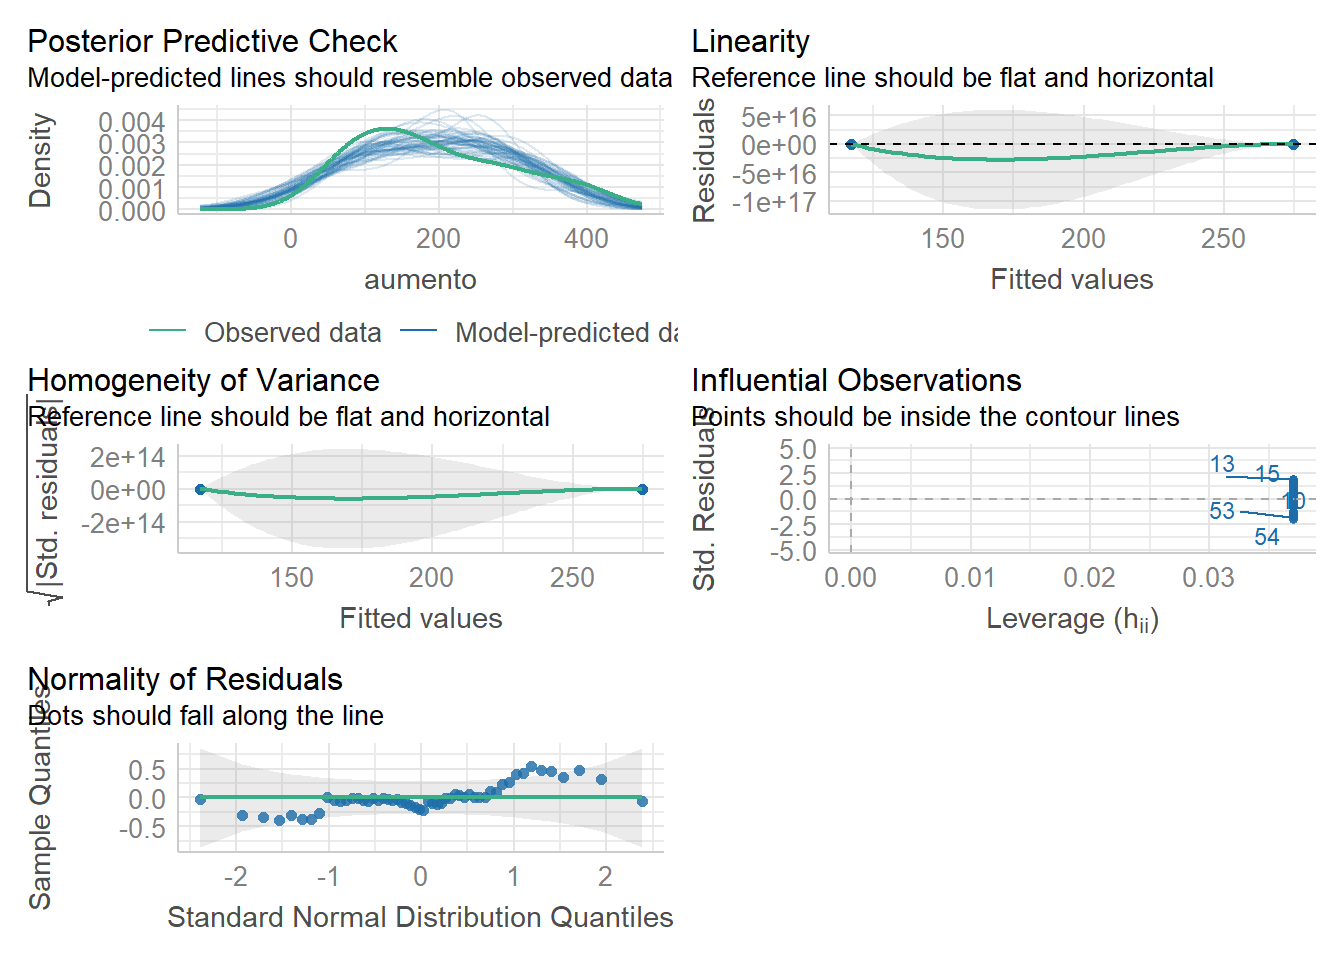 Posterior Predictive Check
Model-predicted lines should resemble observed data
Density
0.004
0.003
0.002
0.001
0.000
0 200 400
aumento
Observed data Model-predicted da
Linearity
Reference line should be flat and horizontal
Residuals
5e+16
0e+00
-5e+16
-1e+17
150 200 250
Fitted values
Homogeneity of Variance
Reference line should be flat and horizontal
√|Std. residuals|
2e+14
0e+00
-2e+14
150 200 250
Fitted values
Influential Observations
Points should be inside the contour lines
Std. Residuals
5.0
2.5
0.0
-2.5
-5.0
13
15
10
53
54
0.00 0.01 0.02 0.03
Leverage (hii)
Normality of Residuals
Dots should fall along the line
Sample Quantiles
0.5
0.0
-0.5
-2 -1 0 1 2
Standard Normal Distribution Quantiles